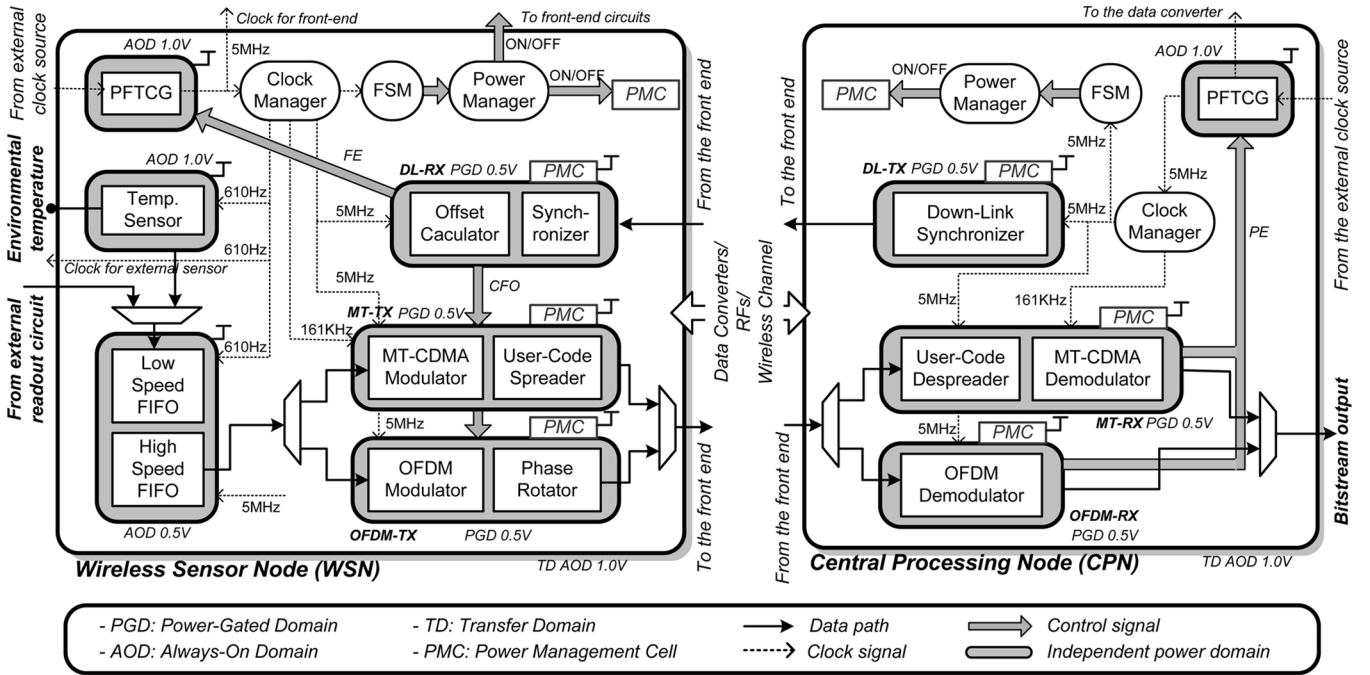 To front-end circuits
Clock for front-end
ON/OFF
From external
clock source
AOD 1.0V
PFTCG
5MHz
Clock
Manager
FSM
Power
Manager
ON/OFF
PMC
FE
Environmental
temperature
AOD 1.0V
Temp.
Sensor
610Hz
610Hz
Clock for external sensor
DL-RX PGD 0.5V
PMC
5MHz
Offset
Caculator
Synch-
ronizer
From the front end
CFO
5MHz
From external
readout circuit
610Hz
Low
Speed
FIFO
High
Speed
FIFO
5MHz
AOD 0.5V
MT-TX PGD 0.5V
PMC
161KHz
MT-CDMA
Modulator
User-Code
Spreader
5MHz
PMC
OFDM
Modulator
Phase
Rotator
OFDM-TX
PGD 0.5V
To the front end
Wireless Sensor Node (WSN)
TD AOD 1.0V
Data Converters/
RFs/
Wireless Channel
To the data converter
From the external clock source
AOD 1.0V
PFTCG
FSM
Power
Manager
ON/OFF
PMC
To the front end
5MHz
5MHz
DL-TX PGD 0.5V
PMC
Down-Link
Synchronizer
5MHz
Clock
Manager
PE
5MHz
161KHz
PMC
User-Code
Despreader
MT-CDMA
Demodulator
MT-RX PGD 0.5V
5MHz
PMC
OFDM
Demodulator
OFDM-RX
PGD 0.5V
From the front end
Bitstream output
Central Processing Node (CPN)
TD AOD 1.0V
- PGD: Power-Gated Domain
- AOD: Always-On Domain
- TD: Transfer Domain
- PMC: Power Management Cell
Data path
Clock signal
Control signal
Independent power domain